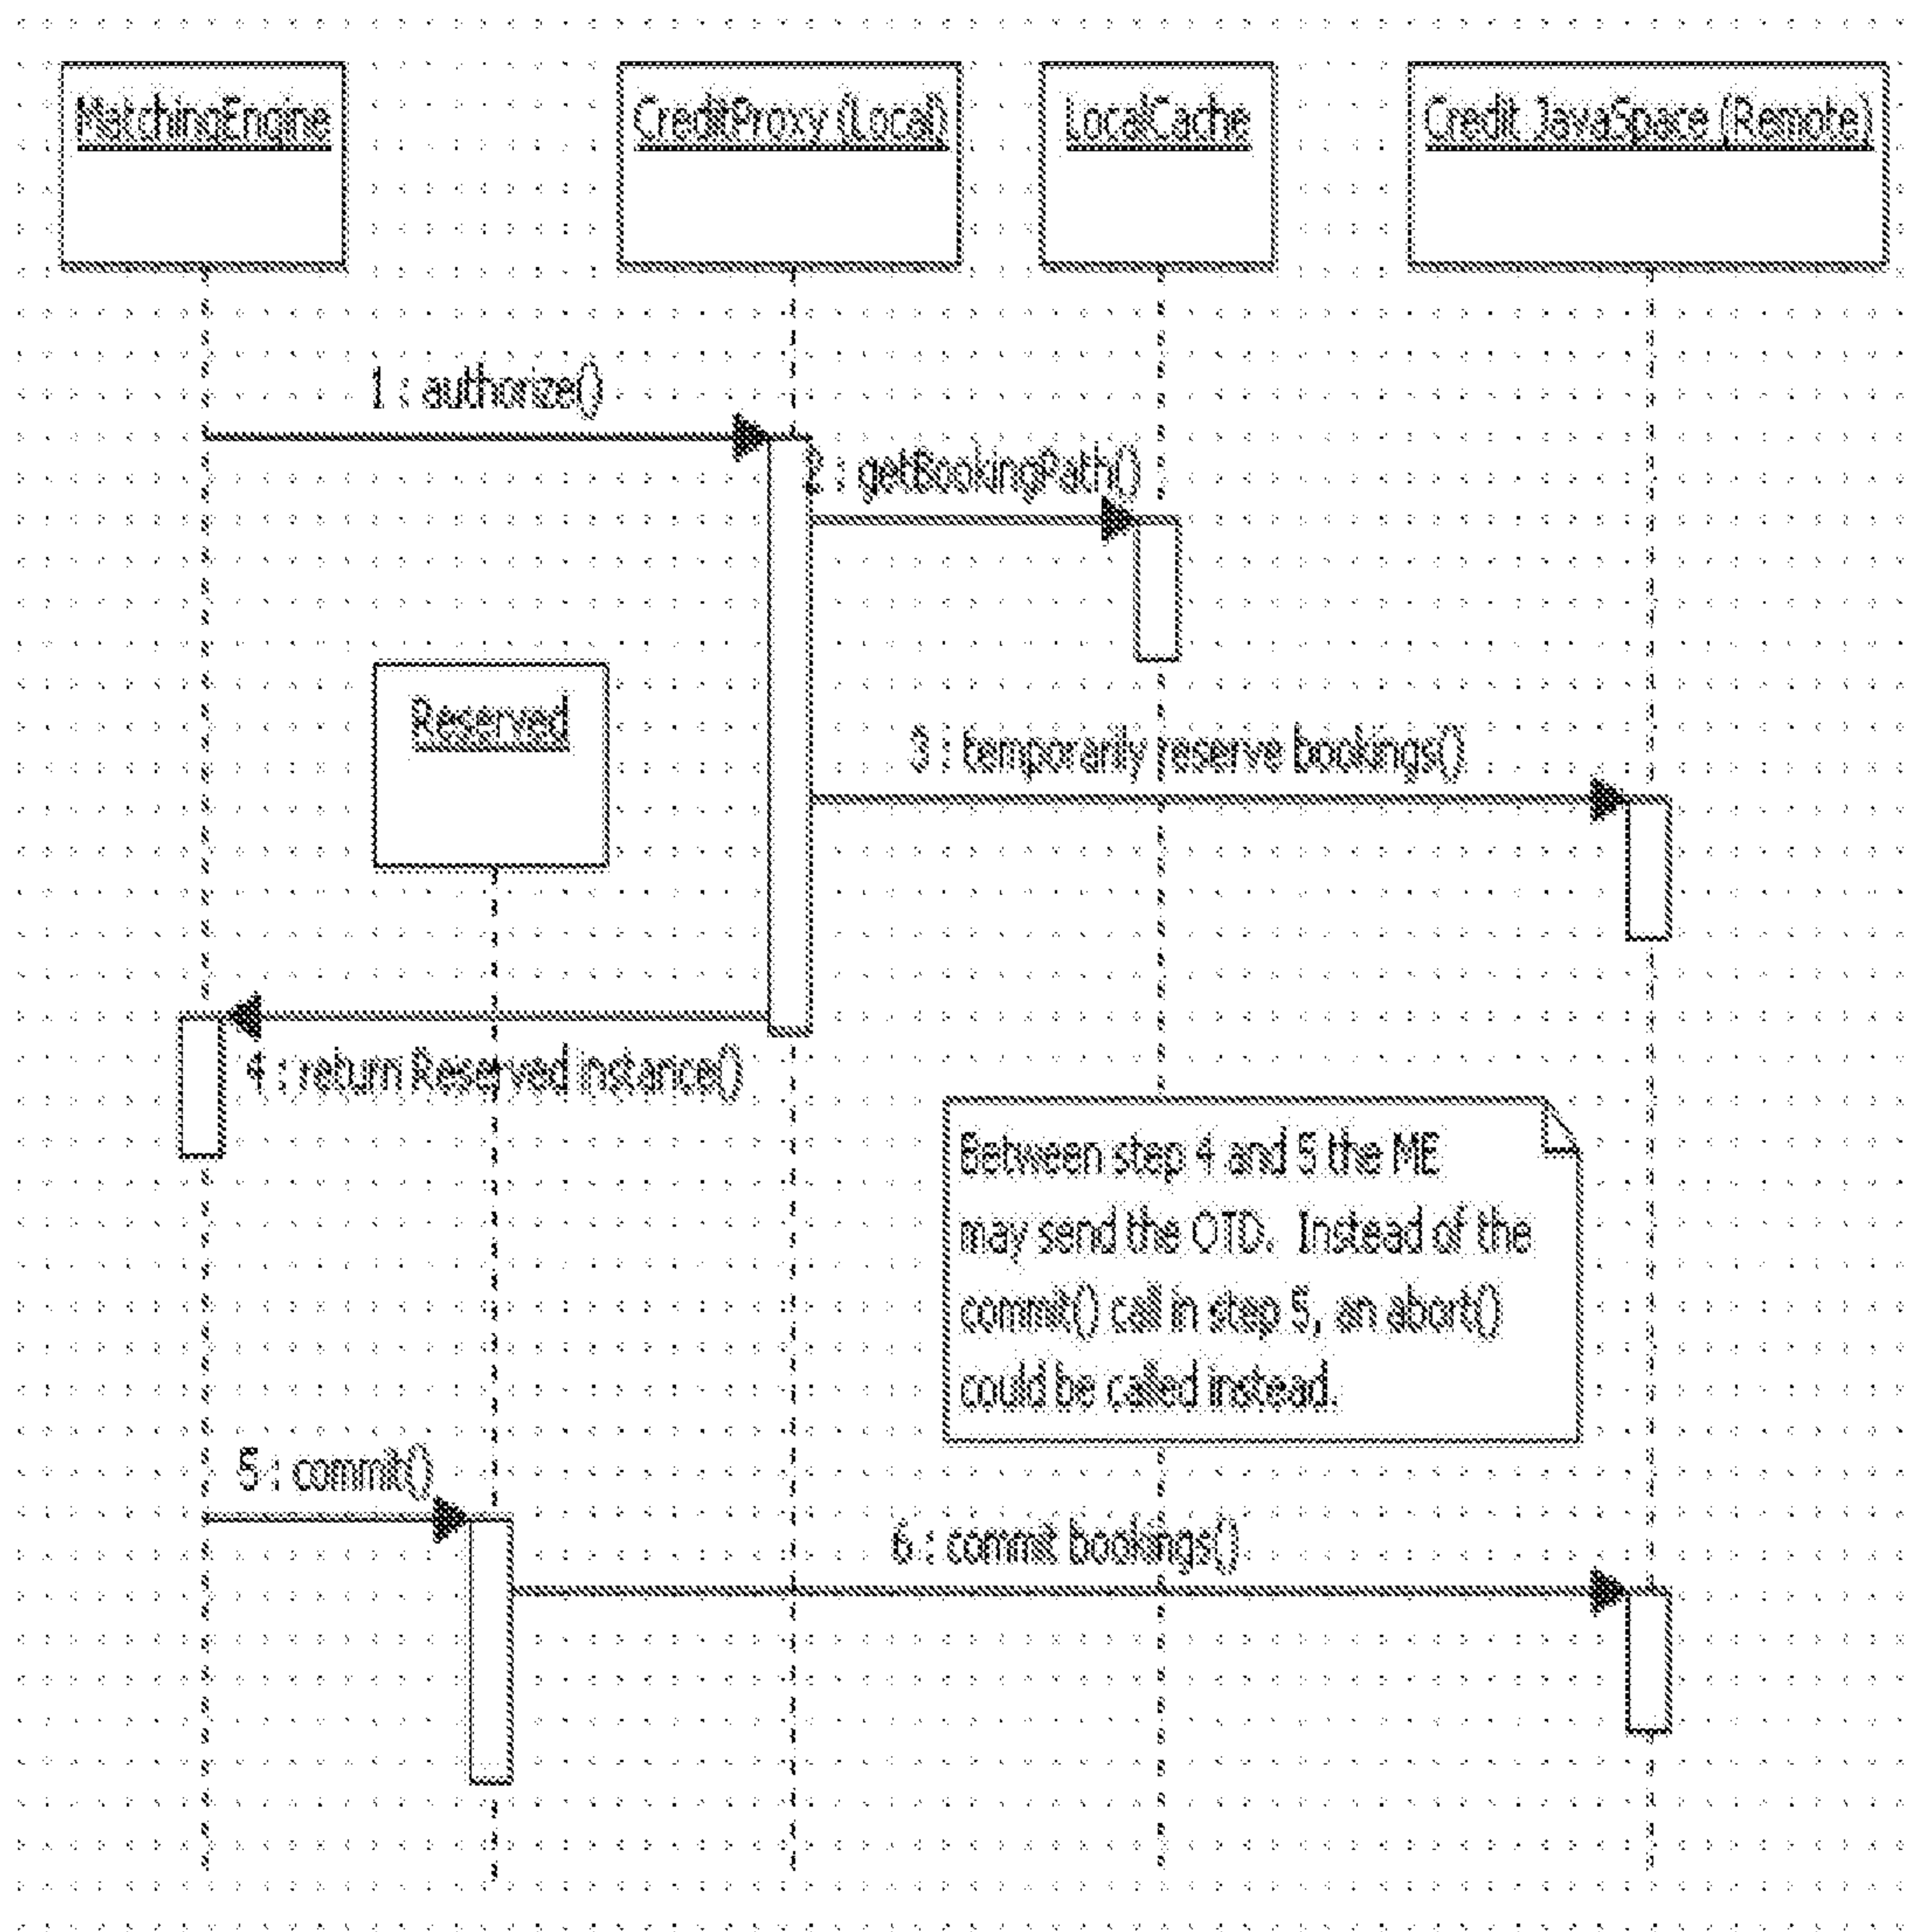 MatchingEngine
CreditProxy (Local)
LocalCache
Credit JavaSpace (Remote)
1 : authorize()
2 : getBookingPath()
Reserved
3 : temporarily reserve bookings()
4 : return Reserved instance()
Between step 4 and 5 the ME
may send the OTD. Instead of the
commit() call in step 5, an abort()
could be called instead.
5 : commit()
6 : commit bookings()